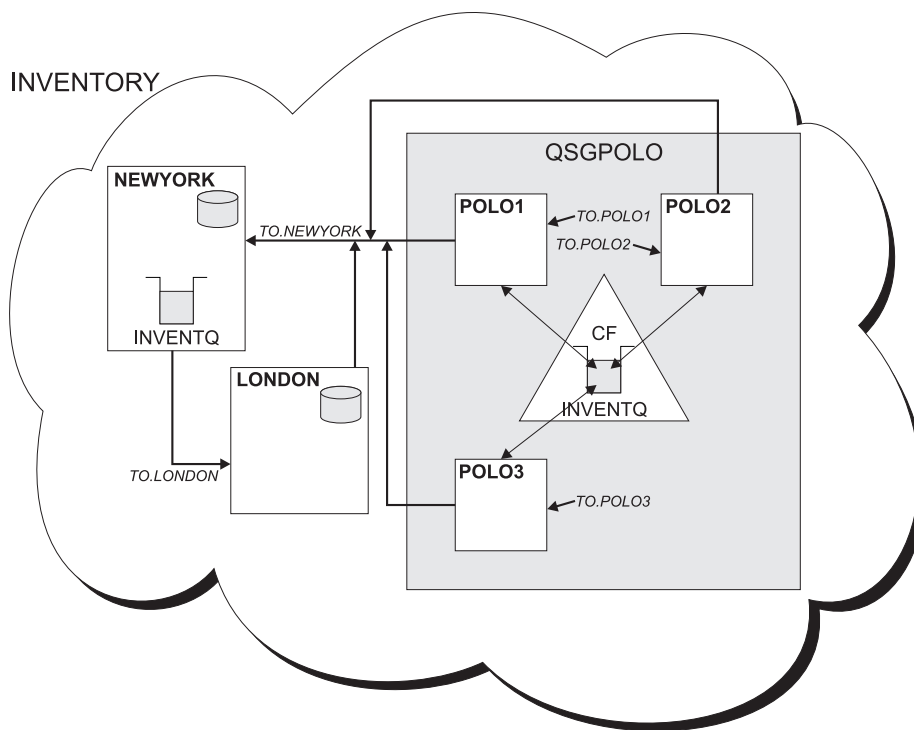 INVENTORY
QSGPOLO
NEWYORK
POLO1
POLO2
TO.POLO1
TO.NEWYORK
TO.POLO2
CF
INVENTQ
LONDON
INVENTQ
TO.LONDON
POLO3
TO.POLO3